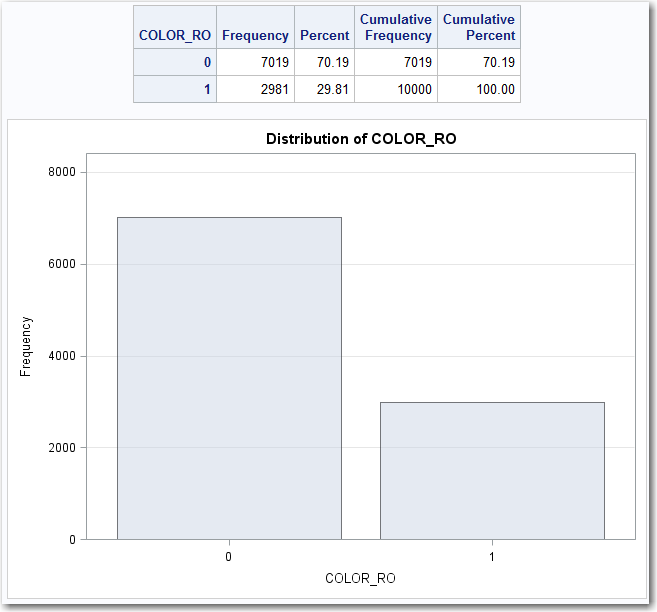 COLOR_RO Frequency Percent Cumulative Frequency Cumulative Percent
0 7019 70.19 7019 70.19
1 2981 29.81 10000 100.00
Distribution of COLOR_RO
8000
6000
4000
2000
0
Frequency
0 1
COLOR_RO